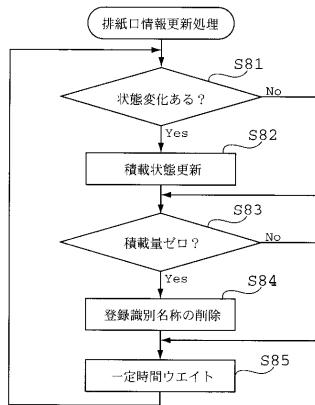 排紙口情報更新処理
S81
状態変化ある？
No
Yes
S82
積載状態更新
S83
積載量ゼロ？
No
Yes
S84
登録識別名称の削除
S85
一定時間ウエイト